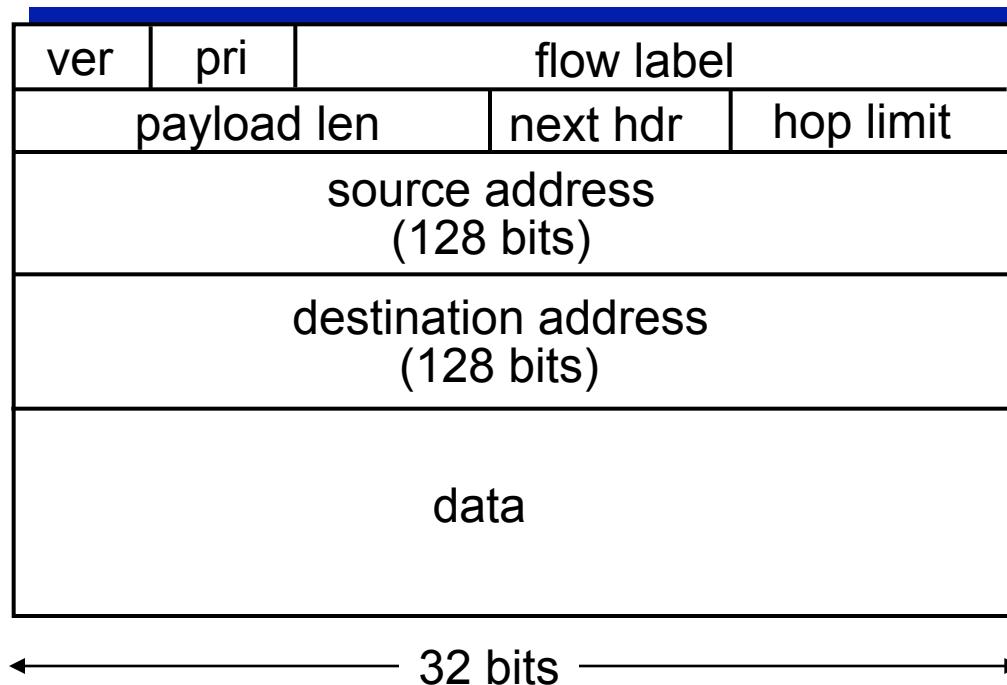 ver pri flow label
payload len next hdr hop limit
source address
(128 bits)
destination address
(128 bits)
data
32 bits